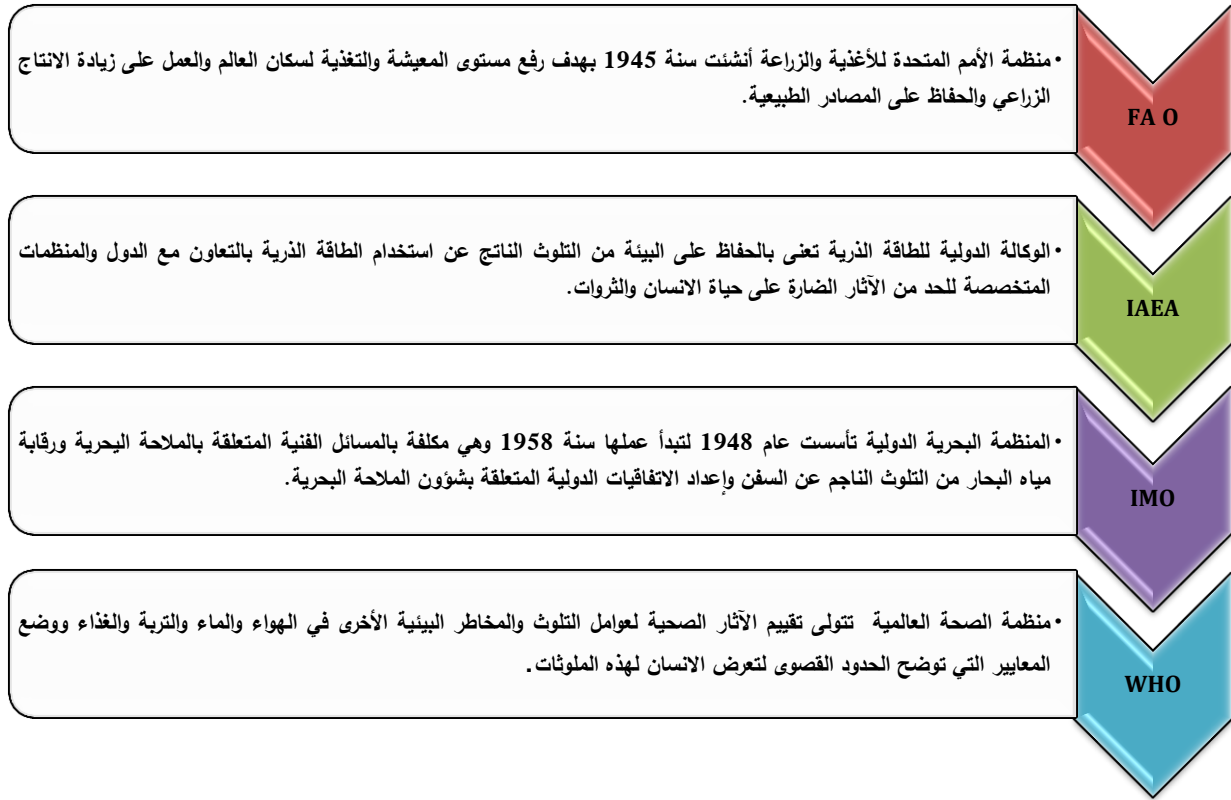 • منظمة الأمم المتحدة للأغذية والزراعة أنشئت سنة 1945 بهدف رفع مستوى المعيشة والتغذية لسكان العالم والعمل على زيادة الانتاج
الزراعي والحفاظ على المصادر الطبيعية.
FA O
• الوكالة الدولية للطاقة الذرية تعنى بالحفاظ على البيئة من التلوث الناتج عن استخدام الطاقة الذرية بالتعاون مع الدول والمنظمات
المتخصصة للحد من الآثار الضارة على حياة الانسان والثروات.
IAEA
• المنظمة البحرية الدولية تأسست عام 1948 لتبدأ عملها سنة 1958 وهي مكلفة بالمسائل الفنية المتعلقة بالملاحة اليحرية ورقابة
مياه البحار من التلوث الناجم عن السفن وإعداد الاتفاقيات الدولية المتعلقة بشؤون الملاحة البحرية.
IMO
• منظمة الصحة العالمية تتولى تقييم الآثار الصحية لعوامل التلوث والمخاطر البيئية الأخرى في الهواء والماء والتربة والغذاء ووضع
المعايير التي توضح الحدود القصوى لتعرض الانسان لهذه الملوثات.
WHO